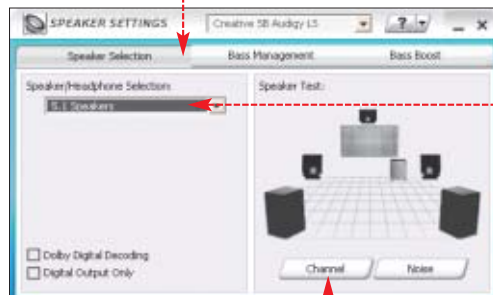 SPEAKER SETTINGS
Creative SB Audigy LS
?
Speaker Selection
Bass Management
Bass Boost
Speaker/Headphone Selection:
5.1 Speakers
Speaker Test:
Dolby Digital Decoding
Digital Output Only
Channel
Noise